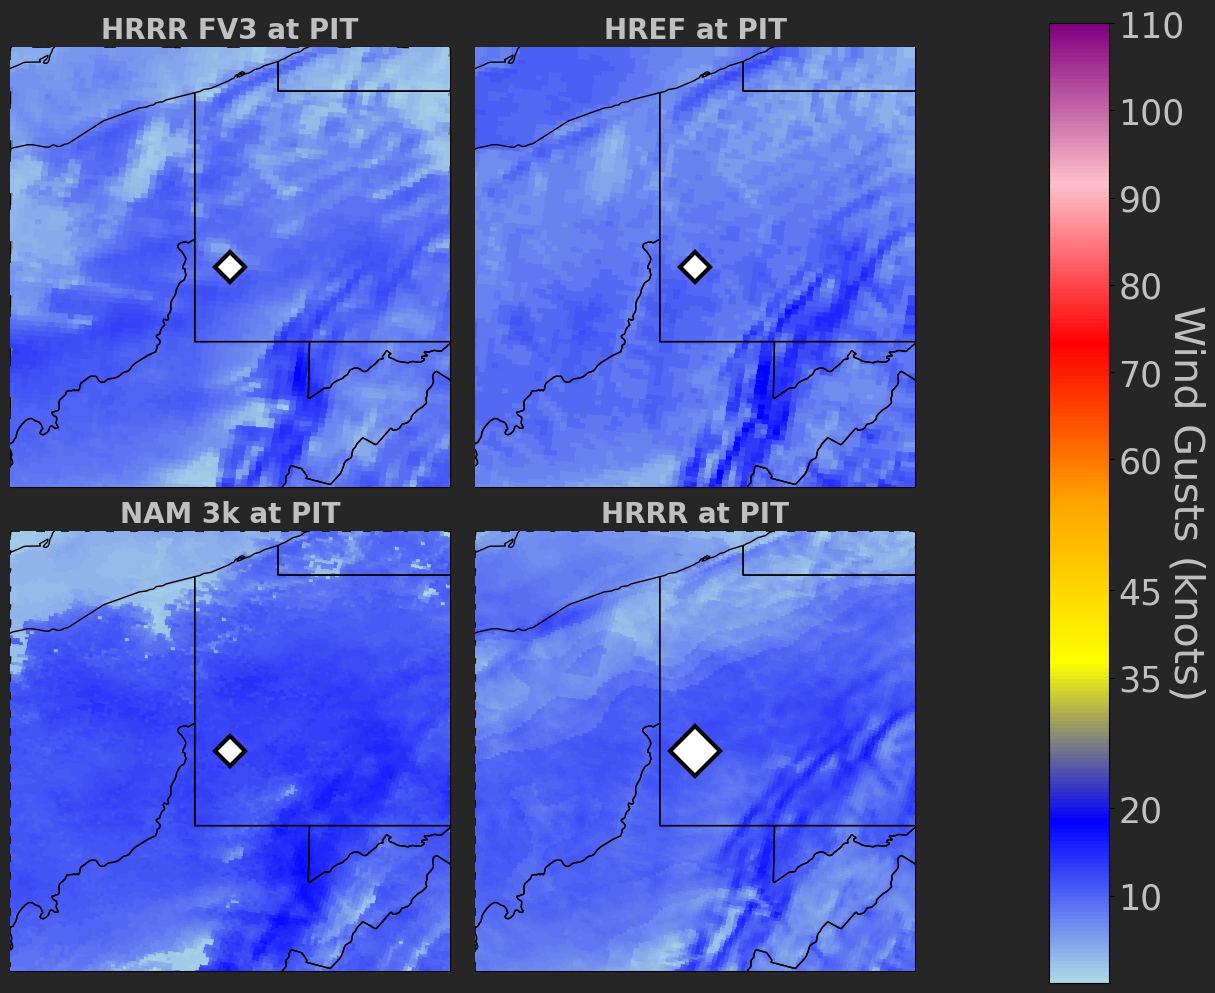 HRRR FV3 at PIT
HREF at PIT
NAM 3k at PIT
HRRR at PIT
110
100
90
80
70
60
45
35
20
10
Wind Gusts (knots)